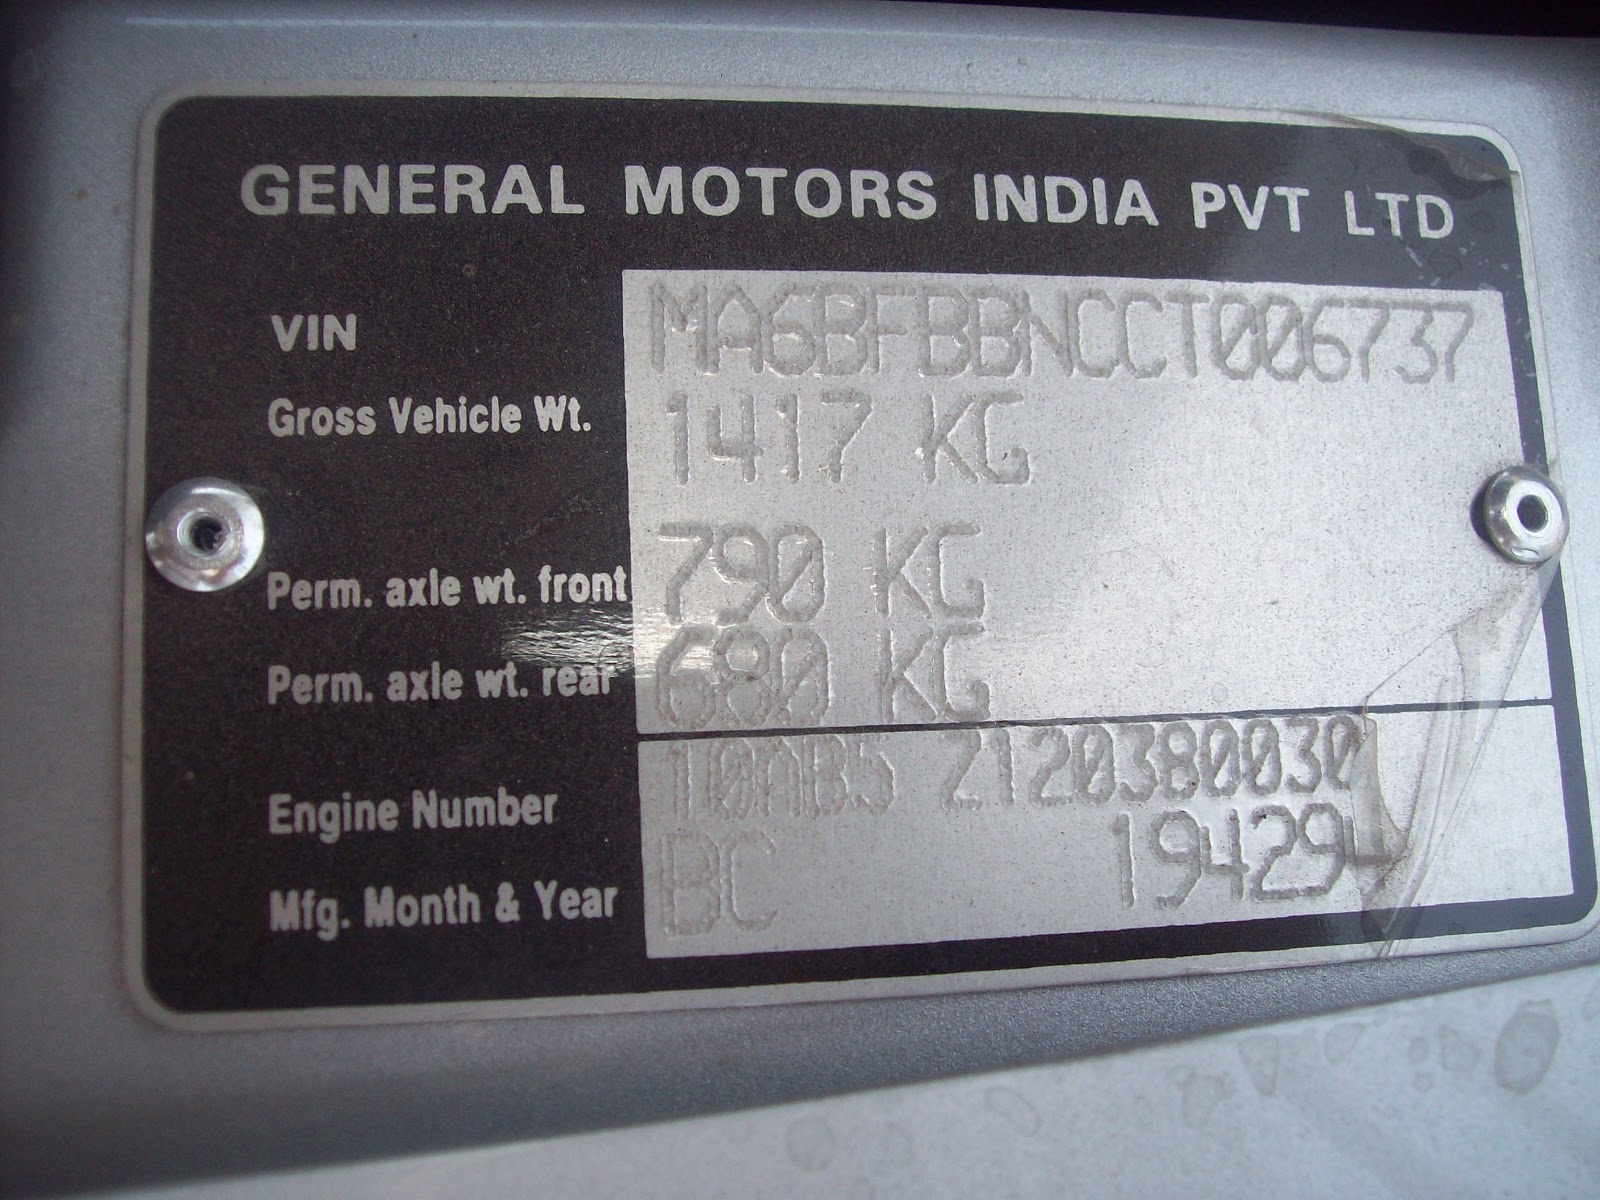 GENERAL MOTORS INDIA PVT LTD
VIN MA6BFBBNCCT006737
Gross Vehicle Wt. 1417 KG
Perm. axle wt. front 790 KG
Perm. axle wt. rear 680 KG
Engine Number 10AB5 Z120380030
Mfg. Month & Year BC 194294